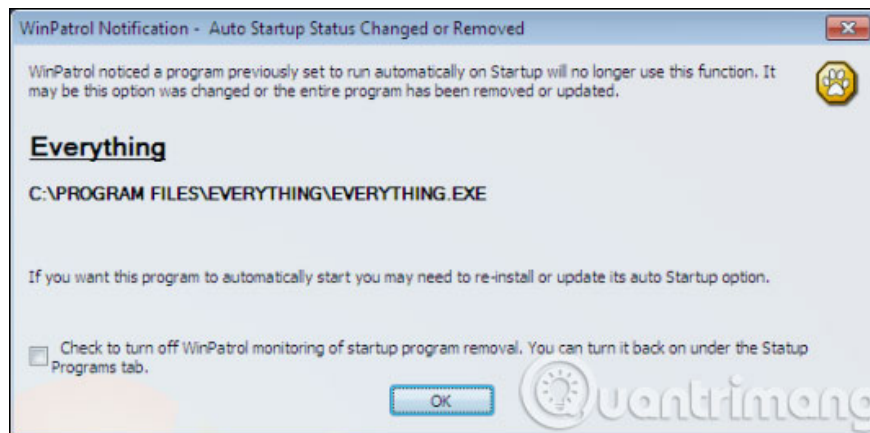 WinPatrol Notification - Auto Startup Status Changed or Removed
WinPatrol noticed a program previously set to run automatically on Startup will no longer use this function. It
may be this option was changed or the entire program has been removed or updated.
Everything
C:\PROGRAM FILES\EVERYTHING\EVERYTHING.EXE
If you want this program to automatically start you may need to re-install or update its auto Startup option.
Check to turn off WinPatrol monitoring of startup program removal. You can turn it back on under the Statup
Programs tab.
OK
Quantrimang